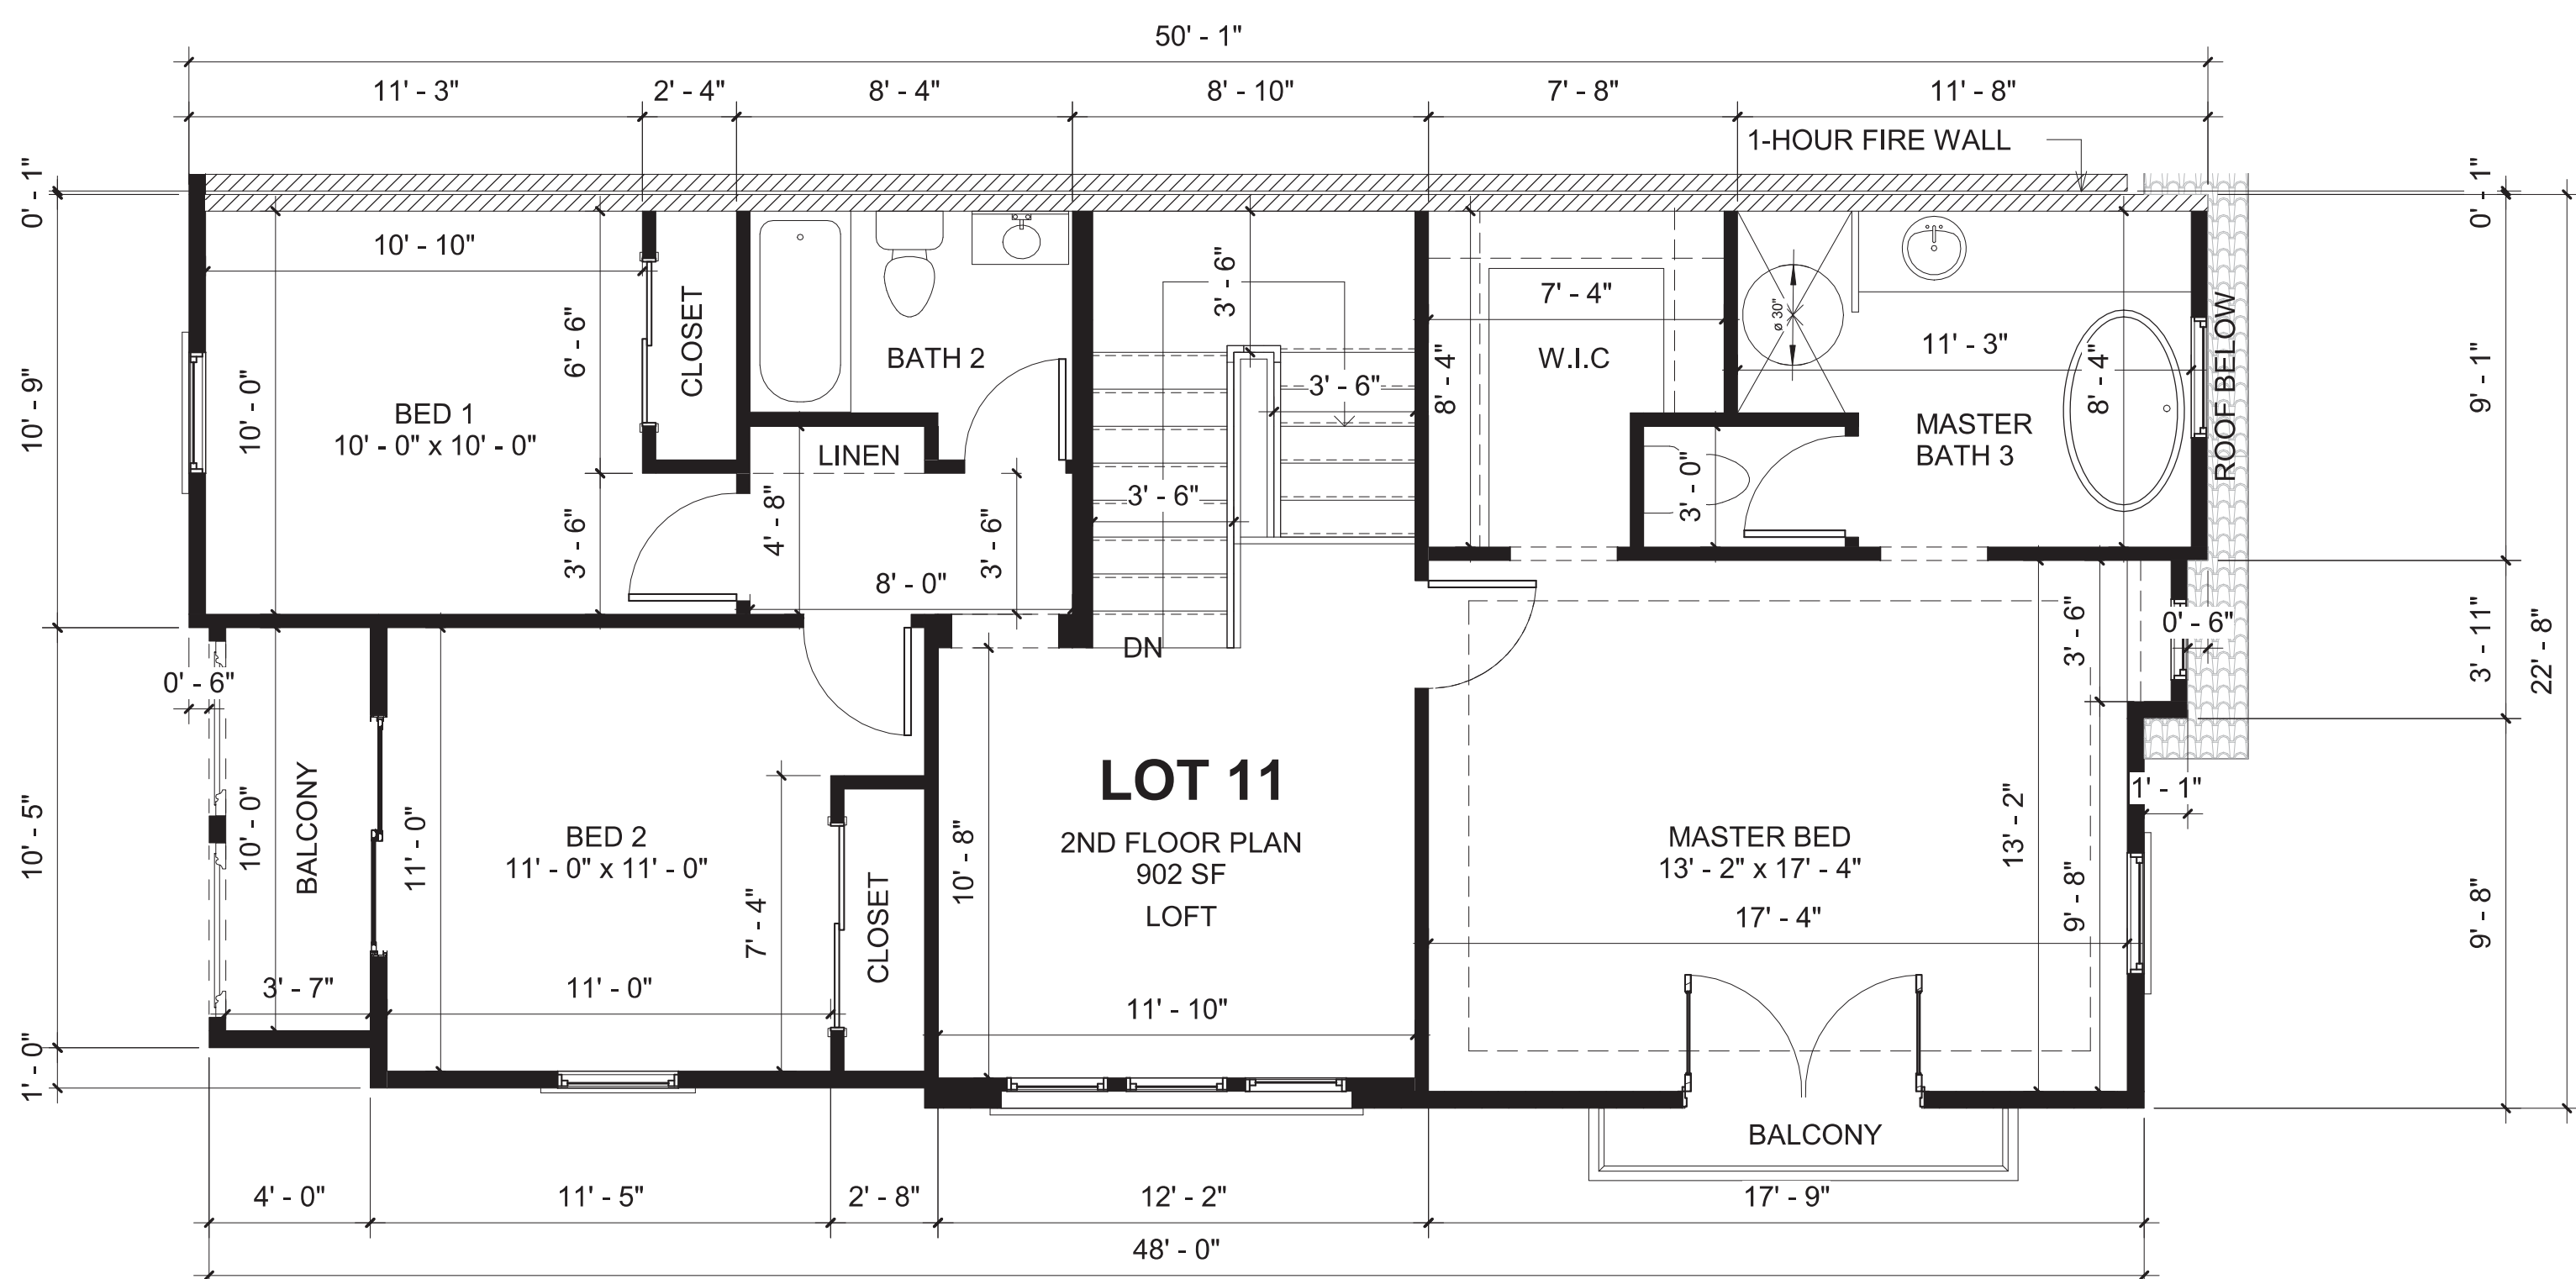 50' - 1"
11' - 3"
2' - 4"
8' - 4"
8' - 10"
7' - 8"
11' - 8"
1-HOUR FIRE WALL
0' - 1"
0' - 1"
10' - 10"
3' - 6"
7' - 4"
ø 30"
6' - 6"
CLOSET
BATH 2
W.I.C
11' - 3"
ROOF BELOW
10' - 9"
10' - 0"
BED 1
10' - 0" x 10' - 0"
3' - 6"
8' - 4"
8' - 4"
9' - 1"
LINEN
MASTER
BATH 3
3' - 6"
4' - 8"
3' - 6"
3' - 6"
3' - 0"
8' - 0"
DN
3' - 6"
0' - 6"
3' - 11"
22' - 8"
0' - 6"
LOT 11
2ND FLOOR PLAN
902 SF
LOFT
1' - 1"
10' - 5"
10' - 0"
BALCONY
11' - 0"
BED 2
11' - 0" x 11' - 0"
7' - 4"
CLOSET
10' - 8"
MASTER BED
13' - 2" x 17' - 4"
17' - 4"
13' - 2"
9' - 8"
9' - 8"
3' - 7"
11' - 0"
11' - 10"
1' - 0"
BALCONY
4' - 0"
11' - 5"
2' - 8"
12' - 2"
17' - 9"
48' - 0"